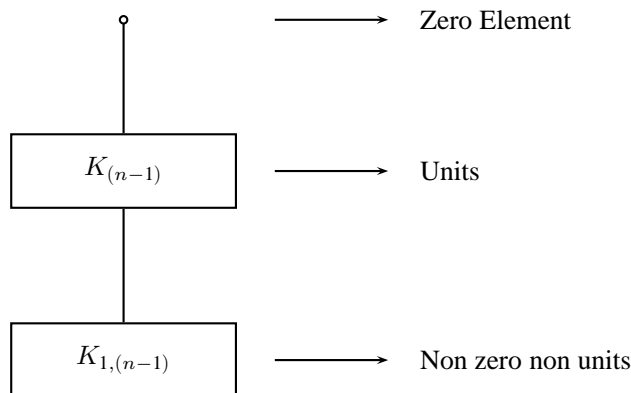 Zero Element
K_{(n-1)}
Units
K_{1,(n-1)}
Non zero non units